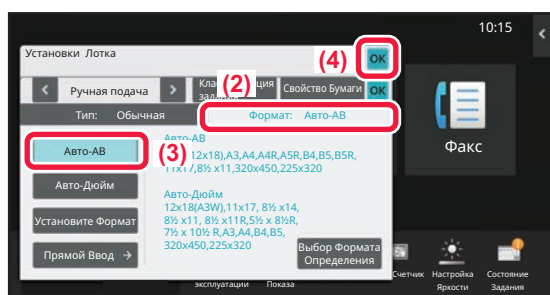 10:15
Установки Лотка
(4)
OK
(2)
Ручная подача
Свойство Бумаги
OK
Тип: Обычная
Формат: Авто-AB
Авто-AB
(3)
Авто-AB
12x18),A3,A4,A4R,A5R,B4,B5,B5R,
11x17,8½ x11,320x450,225x320
Факс
Авто-Дюйм
Авто-Дюйм
12x18(A3W),11x17, 8½ x14,
8½ x11, 8½ x11R,5½ x 8½R,
7½ x 10½ R,A3,A4,B4,B5,
320x450,225x320
Установите Формат
Прямой Ввод
Выбор Формата
Определения
эксплуатации
Показа
Счетчик
Настройка
Яркости
Состояние
Задания